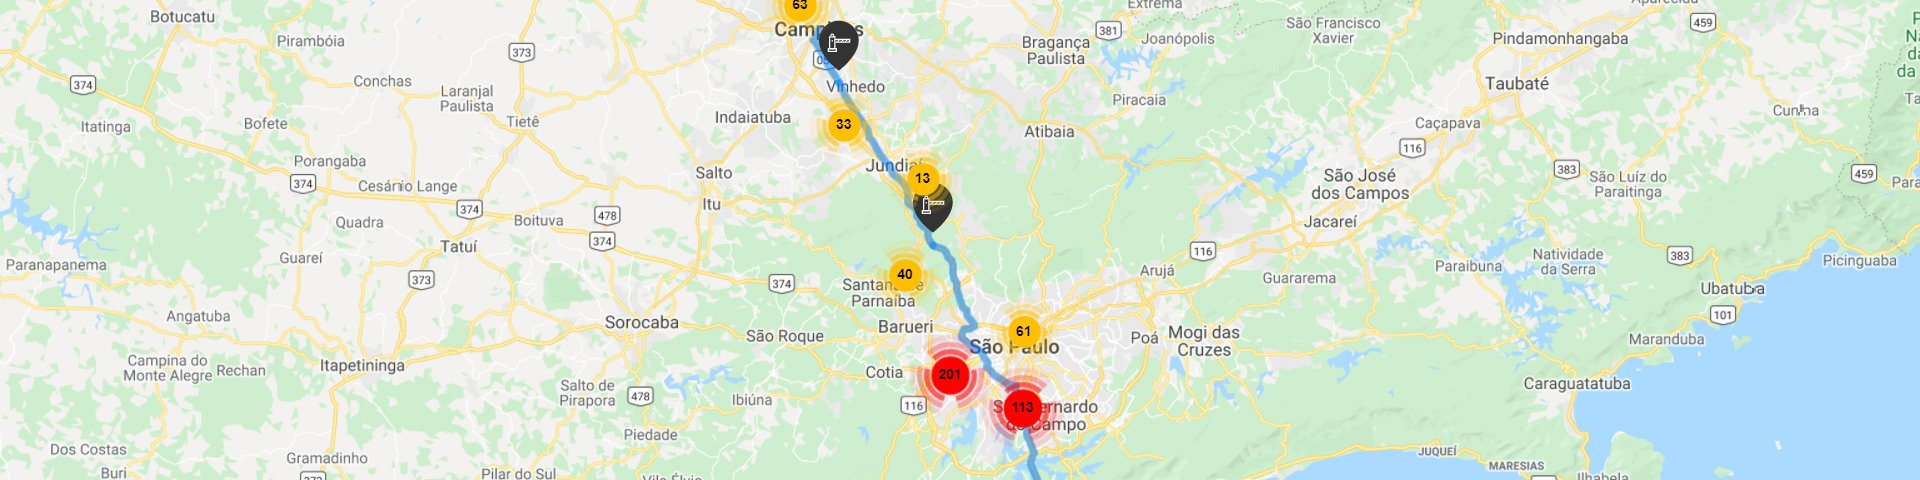 63
Extrema
Aparecida
Botucatu
São Francisco
Xavier
459
Pirambóia
373
381
Bragança
Paulista
Joanópolis
Pindamonhangaba
Vinhedo
374
Conchas
Laranjal
Paulista
Taubaté
Piracaia
Cunha
Itatinga
Bofete
Tietê
Indaiatuba
33
Atibaia
Caçapava
Porangaba
Jundiaí
116
383
459
374
Cesário Lange
Salto
13
São José
dos Campos
São Luíz do
Paraitinga
Itu
374
478
Quadra
Boituva
Jacareí
Tatuí
374
116
Guareí
Paranapanema
Natividade
da Serra
383
Picinguaba
373
374
40
Santana de
Parnaíba
Arujá
Guararema
Paraibuna
Ubatuba
Angatuba
Sorocaba
São Roque
Barueri
61
São Paulo
Poá
Mogi das
Cruzes
101
Maranduba
Campina do
Monte Alegre
Rechan
Itapetininga
Cotia
201
Caraguatatuba
Salto de
Pirapora
478
Ibiúna
116
113
São Bernardo
do Campo
Piedade
Dos Costas
Gramadinho
JUQUEÍ
MARESIAS
Buri
373
Pilar do Sul
Vila Élvio
Ilhabela